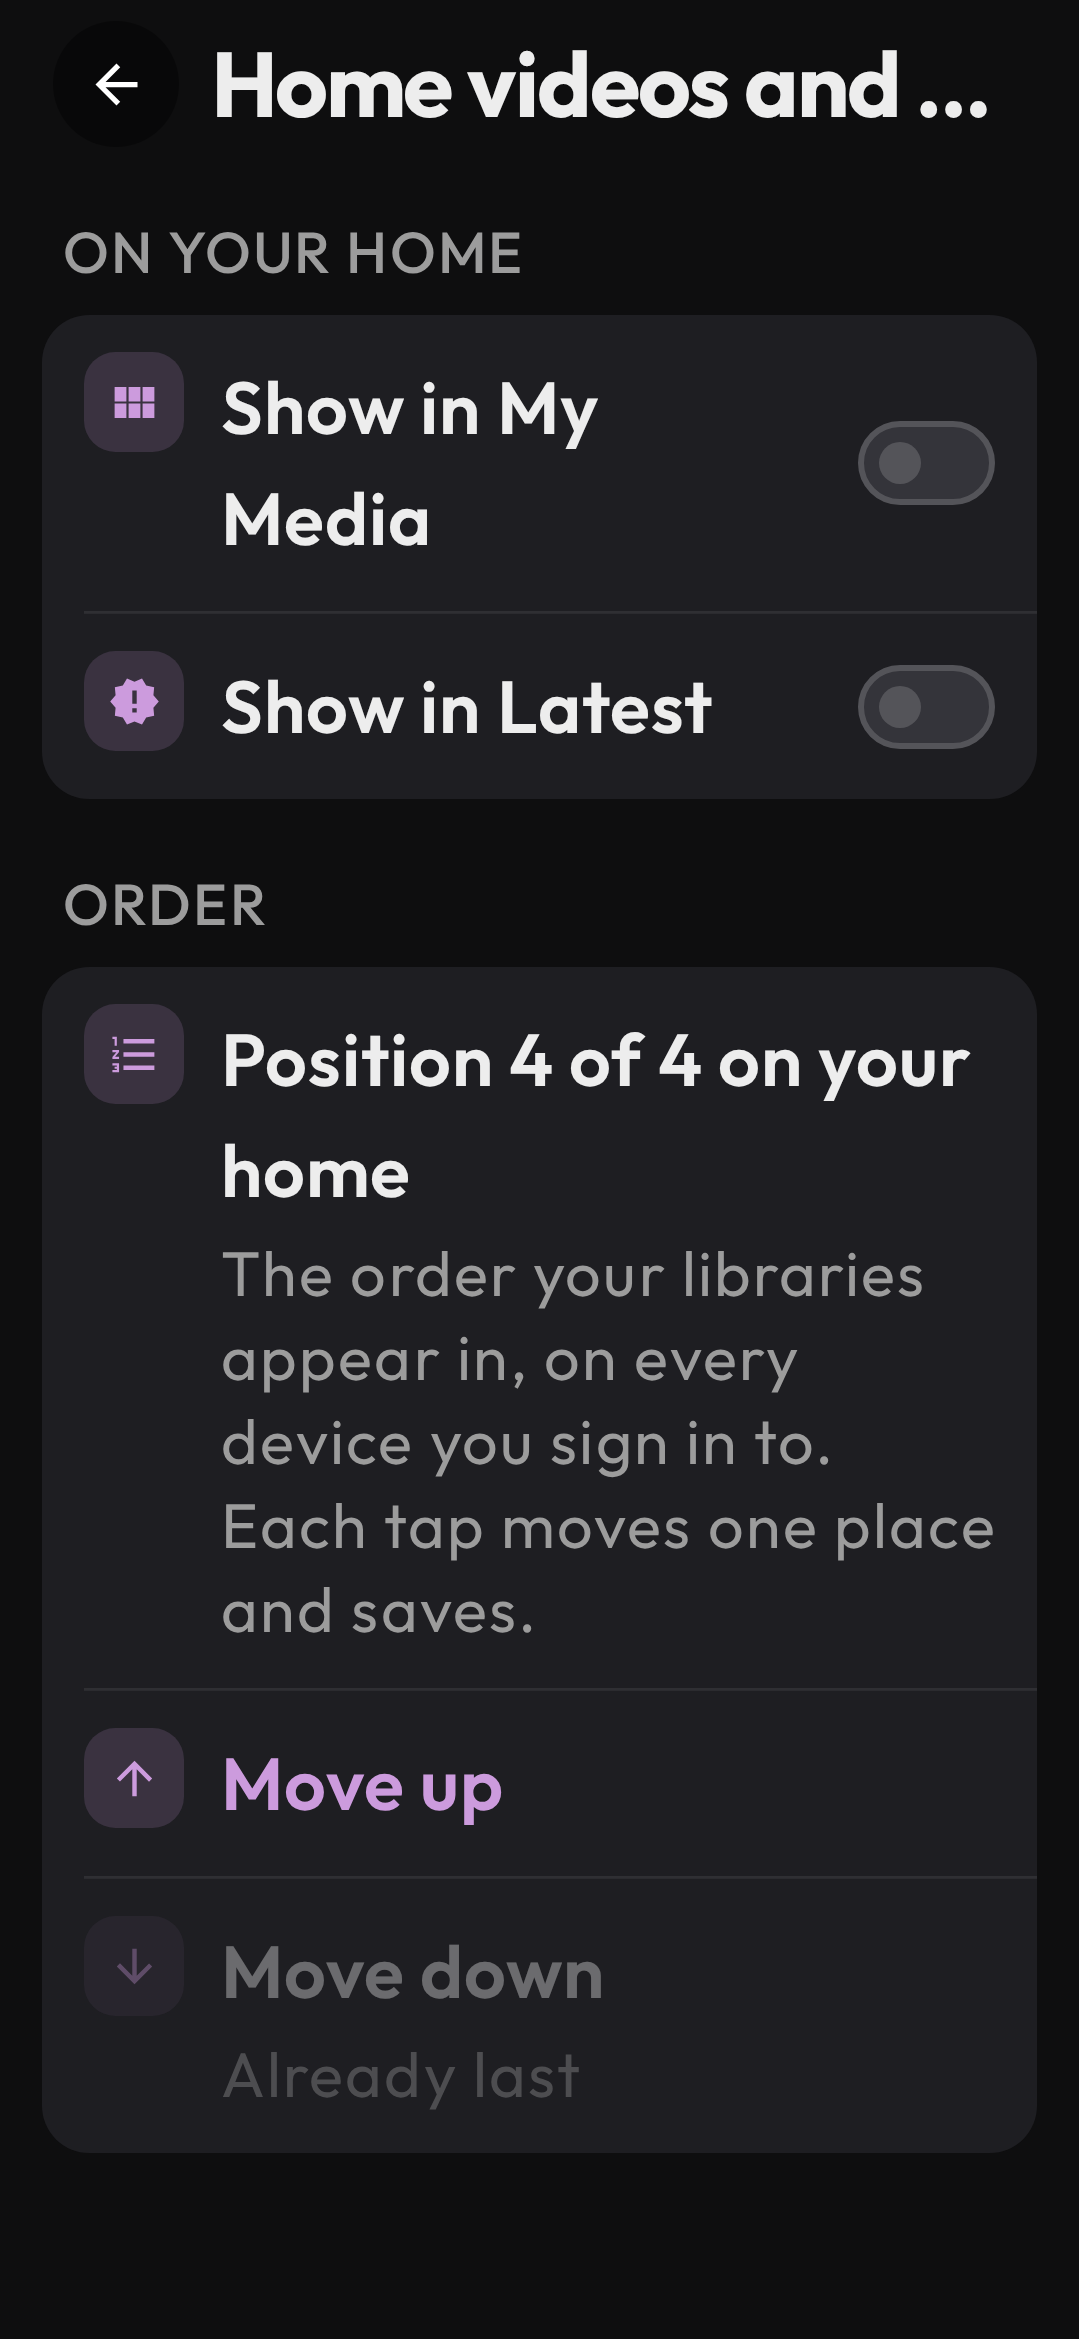 Home videos and ...
ON YOUR HOME
Show in My
Media
Show in Latest
ORDER
Position 4 of 4 on your
home
The order your libraries
appear in, on every
device you sign in to.
Each tap moves one place
and saves.
Move up
Move down
Already last